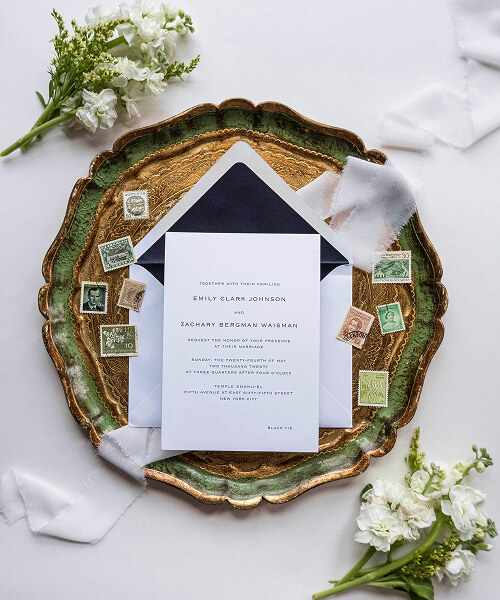 TOGETHER WITH THEIR FAMILIES
EMILY CLARK JOHNSON
AND
ZACHARY BERGMAN WAISMAN
REQUEST THE HONOR OF YOUR PRESENCE
AT THEIR MARRIAGE
SUNDAY, THE TWENTY-FOURTH OF MAY
TWO THOUSAND TWENTY
AT THREE QUARTERS AFTER FOUR O'CLOCK
TEMPLE EMANU-EL
FIFTH AVENUE AT EAST SIXTY-FIFTH STREET
NEW YORK CITY
BLACK TIE
30